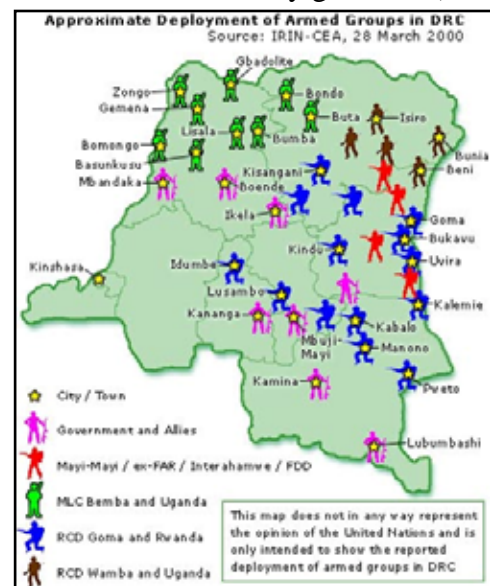 Approximate Deployment of Armed Groups in DRC
Source: IRIN-CEA, 28 March 2000
Gbadolite
Zongo
Bondo
Gemena
Buta
Isiro
Lisala
Bumba
Bomongo
Bunia
Basunkusu
Kisangani
Beni
Mbandaka
Boende
Ikela
Goma
Kindu
Bukavu
Kinshasa
Idumbe
Uvira
Lusambo
Kalemie
Kananga
Kabalo
Mbuji
Mayi
Manono
Kamina
Pweto
City / Town
Government and Allies
Lubumbashi
Mayi-Mayi / ex-FAR / Interahamwe / FDD
MLC Bemba and Uganda
RCD Goma and Rwanda
RCD Wamba and Uganda
This map does not in any way represent
the opinion of the United Nations and is
only intended to show the reported
deployment of armed groups in DRC